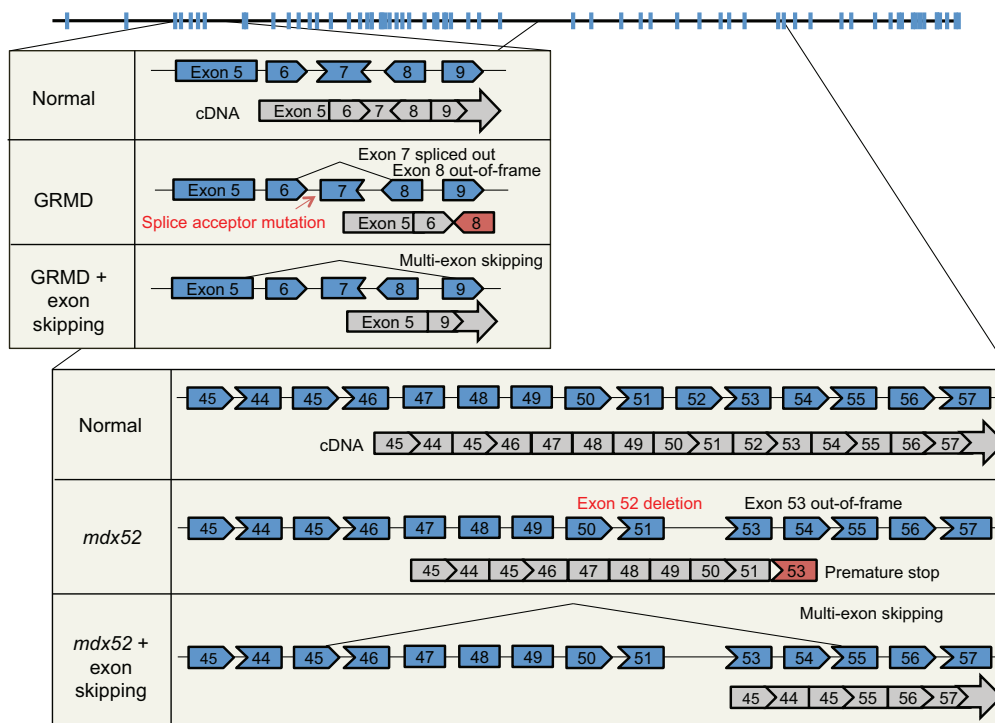 Normal
Exon 5 6 7 8 9
cDNA
Exon 5 6 7 8 9
GRMD
Exon 7 spliced out
Exon 8 out-of-frame
Exon 5 6 7 8 9
Splice acceptor mutation
Exon 5 6 8
GRMD +
exon
skipping
Multi-exon skipping
Exon 5 6 7 8 9
Exon 5 9
Normal
45 44 45 46 47 48 49 50 51 52 53 54 55 56 57
cDNA
45 44 45 46 47 48 49 50 51 52 53 54 55 56 57
mdx52
Exon 52 deletion
Exon 53 out-of-frame
45 44 45 46 47 48 49 50 51 53 54 55 56 57
45 44 45 46 47 48 49 50 51 53
Premature stop
mdx52 +
exon
skipping
Multi-exon skipping
45 44 45 46 47 48 49 50 51 53 54 55 56 57
45 44 45 55 56 57